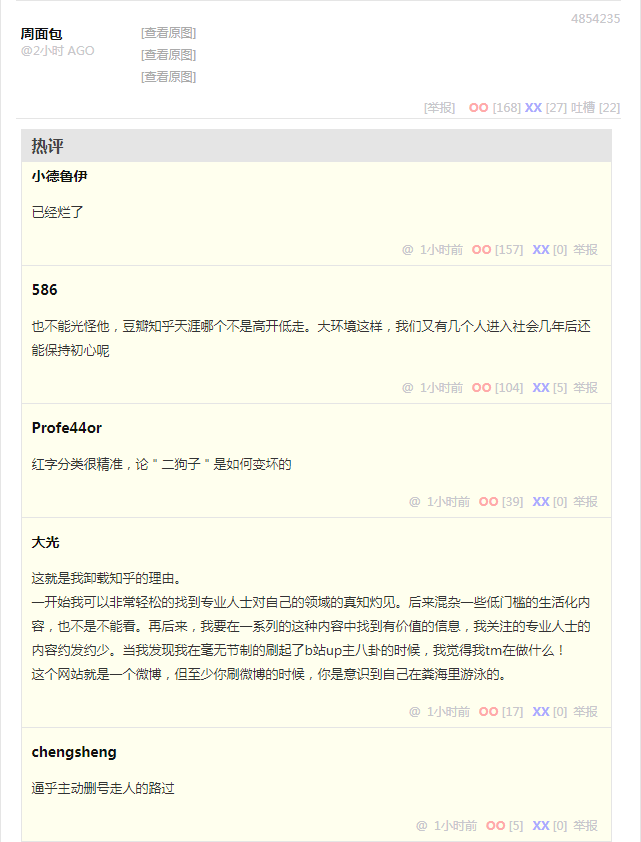 4854235
周面包
@2小时 AGO
[查看原图]
[查看原图]
[查看原图]
[举报] OO [168] XX [27] 吐槽 [22]
热评
小德鲁伊
已经烂了
@ 1小时前 OO [157] XX [0] 举报
586
也不能光怪他，豆瓣知乎天涯哪个不是高开低走。大环境这样，我们又有几个人进入社会几年后还
能保持初心呢
@ 1小时前 OO [104] XX [5] 举报
Profe44or
红字分类很精准，论＂二狗子＂是如何变坏的
@ 1小时前 OO [39] XX [0] 举报
大光
这就是我卸载知乎的理由。
一开始我可以非常轻松的找到专业人士对自己的领域的真知灼见。后来混杂一些低门槛的生活化内
容，也不是不能看。再后来，我要在一系列的这种内容中找到有价值的信息，我关注的专业人士的
内容约发约少。当我发现我在毫无节制的刷起了b站up主八卦的时候，我觉得我tm在做什么！
这个网站就是一个微博，但至少你刷微博的时候，你是意识到自己在粪海里游泳的。
@ 1小时前 OO [17] XX [0] 举报
chengsheng
逼乎主动删号走人的路过
@ 1小时前 OO [5] XX [0] 举报